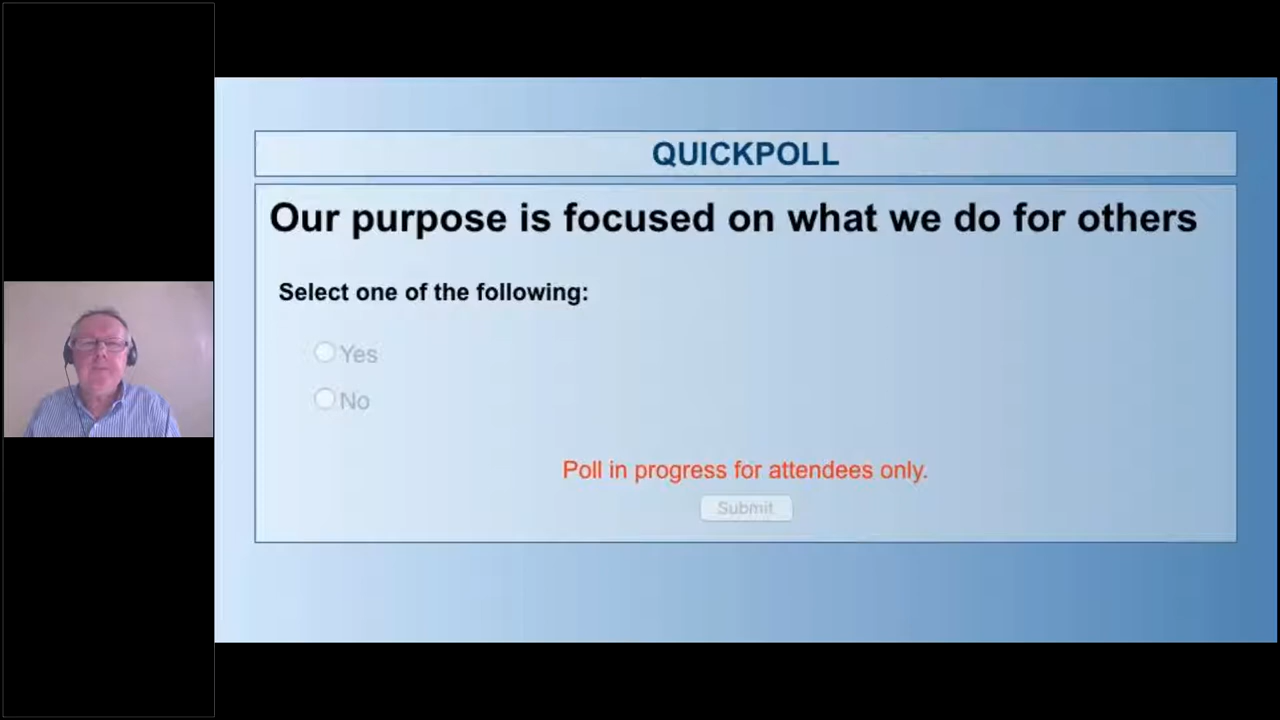 QUICKPOLL
Our purpose is focused on what we do for others
Select one of the following:
Yes
No
Poll in progress for attendees only.
Submit